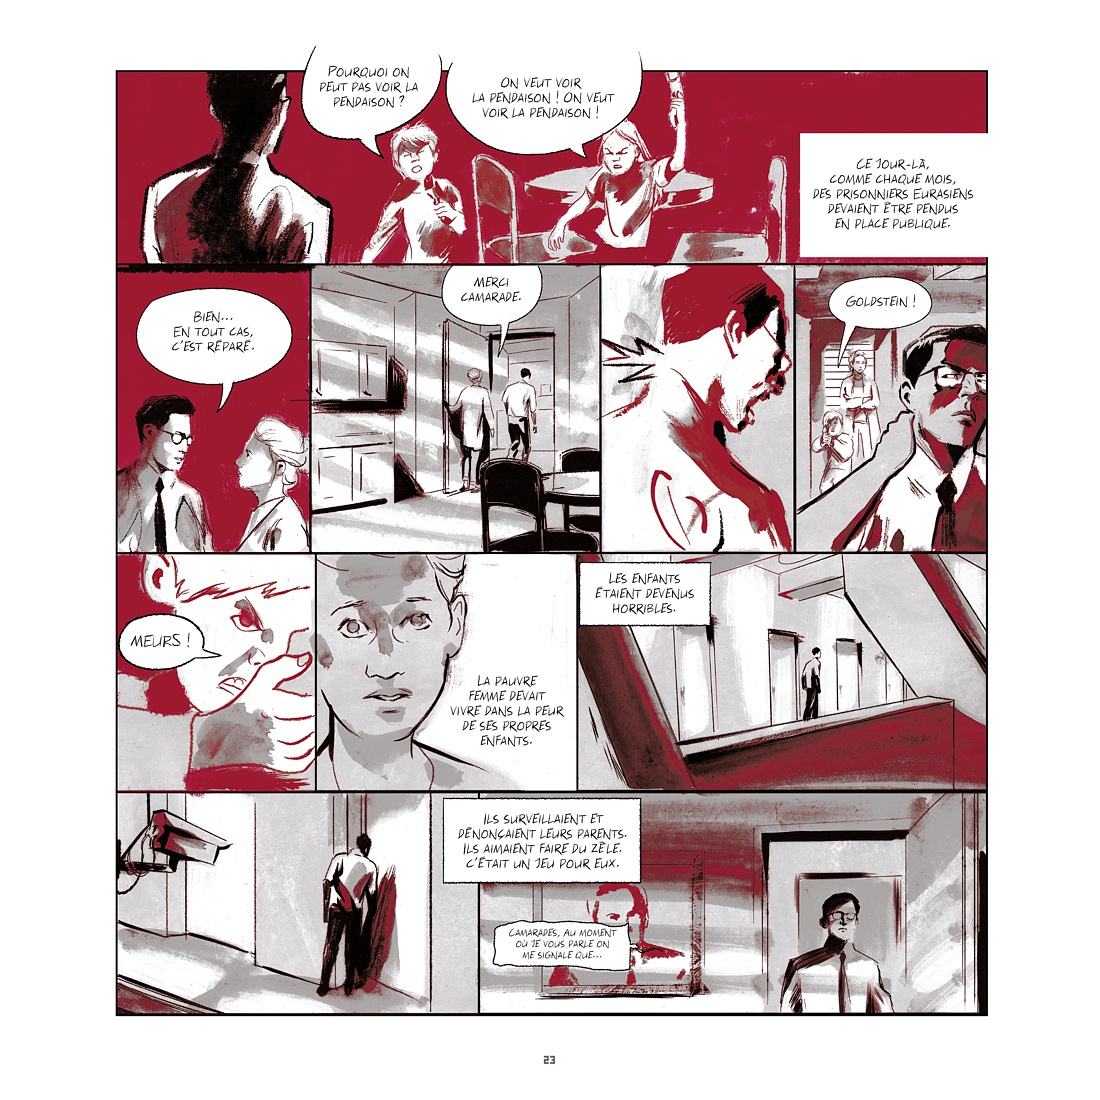 POURQUOI ON
PEUT PAS VOIR LA
PENDAISON ?
ON VEUT VOIR
LA PENDAISON ! ON VEUT
VOIR LA PENDAISON !
CE JOUR-LÀ,
COMME CHAQUE MOIS,
DES PRISONNIERS EURASIENS
DEVAIENT ÊTRE PENDUS
EN PLACE PUBLIQUE.
BIEN...
EN TOUT CAS,
C'EST RÉPARÉ.
MERCI
CAMARADE.
GOLDSTEIN !
MEURS !
LA PAUVRE
FEMME DEVAIT
VIVRE DANS LA PEUR
DE SES PROPRES
ENFANTS.
LES ENFANTS
ÉTAIENT DEVENUS
HORRIBLES.
ILS SURVEILLAIENT ET
DÉNONÇAIENT LEURS PARENTS.
ILS AIMAIENT FAIRE DU ZÈLE.
C'ÉTAIT UN JEU POUR EUX.
CAMARADES, AU MOMENT
OÙ JE VOUS PARLE ON
ME SIGNALE QUE...
23